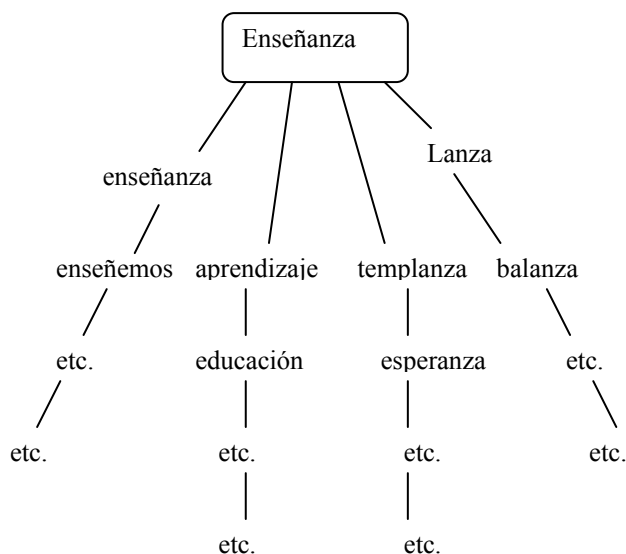 Enseñanza
Lanza
enseñanza
enseñemos aprendizaje templanza balanza
etc. educación esperanza etc.
etc. etc. etc. etc.
etc. etc.